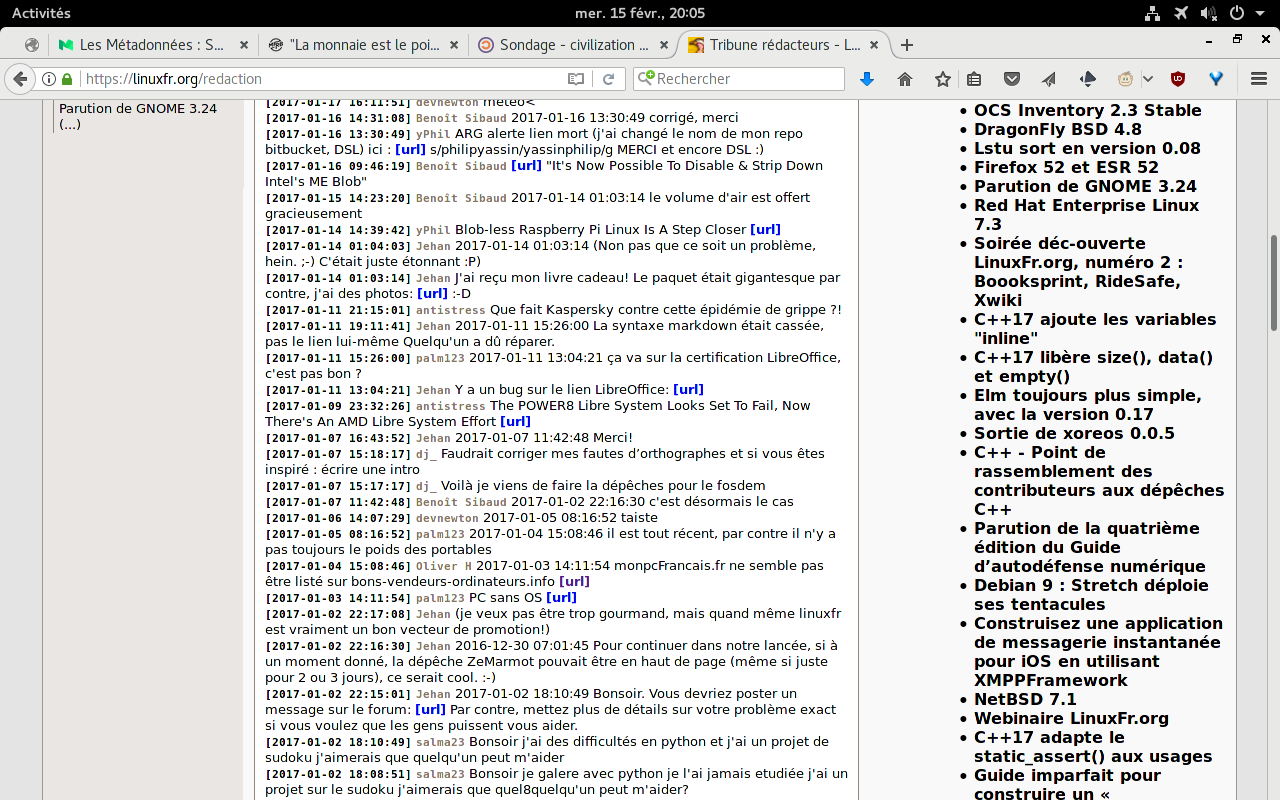 Activités
mer. 15 févr., 20:05
Les Métadonnées : S...
"La monnaie est le poi...
Sondage - civilization ...
Tribune rédacteurs - L...
https://linuxfr.org/redaction
Rechercher
Parution de GNOME 3.24
(...)
[2017-01-17 16:11:51] devnewton météo<
[2017-01-16 14:31:08] Benoît Sibaud 2017-01-16 13:30:49 corrigé, merci
[2017-01-16 13:30:49] yPhil ARG alerte lien mort (j'ai changé le nom de mon repo
bitbucket, DSL) ici : [url] s/philipyassin/yassinphilip/g MERCI et encore DSL :)
[2017-01-16 09:46:19] Benoît Sibaud [url] "It's Now Possible To Disable & Strip Down
Intel's ME Blob"
[2017-01-15 14:23:20] Benoît Sibaud 2017-01-14 01:03:14 le volume d'air est offert
gracieusement
[2017-01-14 14:39:42] yPhil Blob-less Raspberry Pi Linux Is A Step Closer [url]
[2017-01-14 01:04:03] Jehan 2017-01-14 01:03:14 (Non pas que ce soit un problème,
hein. ;-) C'était juste étonnant :P)
[2017-01-14 01:03:14] Jehan J'ai reçu mon livre cadeau! Le paquet était gigantesque par
contre, j'ai des photos: [url] :-D
[2017-01-11 21:15:01] antistress Que fait Kaspersky contre cette épidémie de grippe ?!
[2017-01-11 19:11:41] Jehan 2017-01-11 15:26:00 La syntaxe markdown était cassée,
pas le lien lui-même Quelqu'un a dû réparer.
[2017-01-11 15:26:00] palm123 2017-01-11 13:04:21 ça va sur la certification LibreOffice,
c'est pas bon ?
[2017-01-11 13:04:21] Jehan Y a un bug sur le lien LibreOffice: [url]
[2017-01-09 23:32:26] antistress The POWER8 Libre System Looks Set To Fail, Now
There's An AMD Libre System Effort [url]
[2017-01-07 16:43:52] Jehan 2017-01-07 11:42:48 Merci!
[2017-01-07 15:18:17] dj_ Faudrait corriger mes fautes d’orthographes et si vous êtes
inspiré : écrire une intro
[2017-01-07 15:17:17] dj_ Voilà je viens de faire la dépêches pour le fosdem
[2017-01-07 11:42:48] Benoît Sibaud 2017-01-02 22:16:30 c'est désormais le cas
[2017-01-06 14:07:29] devnewton 2017-01-05 08:16:52 taiste
[2017-01-05 08:16:52] palm123 2017-01-04 15:08:46 il est tout récent, par contre il n'y a
pas toujours le poids des portables
[2017-01-04 15:08:46] Oliver H 2017-01-03 14:11:54 monpcFrancais.fr ne semble pas
être listé sur bons-vendeurs-ordinateurs.info [url]
[2017-01-03 14:11:54] palm123 PC sans OS [url]
[2017-01-02 22:17:08] Jehan (je veux pas être trop gourmand, mais quand même linuxfr
est vraiment un bon vecteur de promotion!)
[2017-01-02 22:16:30] Jehan 2016-12-30 07:01:45 Pour continuer dans notre lancée, si à
un moment donné, la dépêche ZeMarmot pouvait être en haut de page (même si juste
pour 2 ou 3 jours), ce serait cool. :-)
[2017-01-02 22:15:01] Jehan 2017-01-02 18:10:49 Bonsoir. Vous devriez poster un
message sur le forum: [url] Par contre, mettez plus de détails sur votre problème exact
si vous voulez que les gens puissent vous aider.
[2017-01-02 18:10:49] salma23 Bonsoir j'ai des difficultés en python et j'ai un projet de
sudoku j'aimerais que quelqu'un peut m'aider
[2017-01-02 18:08:51] salma23 Bonsoir je galere avec python je l'ai jamais etudiée j'ai un
projet sur le sudoku j'aimerais que quel8quelqu'un peut m'aider?
OCS Inventory 2.3 Stable
DragonFly BSD 4.8
Lstu sort en version 0.08
Firefox 52 et ESR 52
Parution de GNOME 3.24
Red Hat Enterprise Linux
7.3
Soirée déc-ouverte
LinuxFr.org, numéro 2 :
Boooksprint, RideSafe,
Xwiki
C++17 ajoute les variables
"inline"
C++17 libère size(), data()
et empty()
Elm toujours plus simple,
avec la version 0.17
Sortie de xoreos 0.0.5
C++ - Point de
rassemblement des
contributeurs aux dépêches
C++
Parution de la quatrième
édition du Guide
d’autodéfense numérique
Debian 9 : Stretch déploie
ses tentacules
Construisez une application
de messagerie instantanée
pour iOS en utilisant
XMPPFramework
NetBSD 7.1
Webinaire LinuxFr.org
C++17 adapte le
static_assert() aux usages
Guide imparfait pour
construire un «